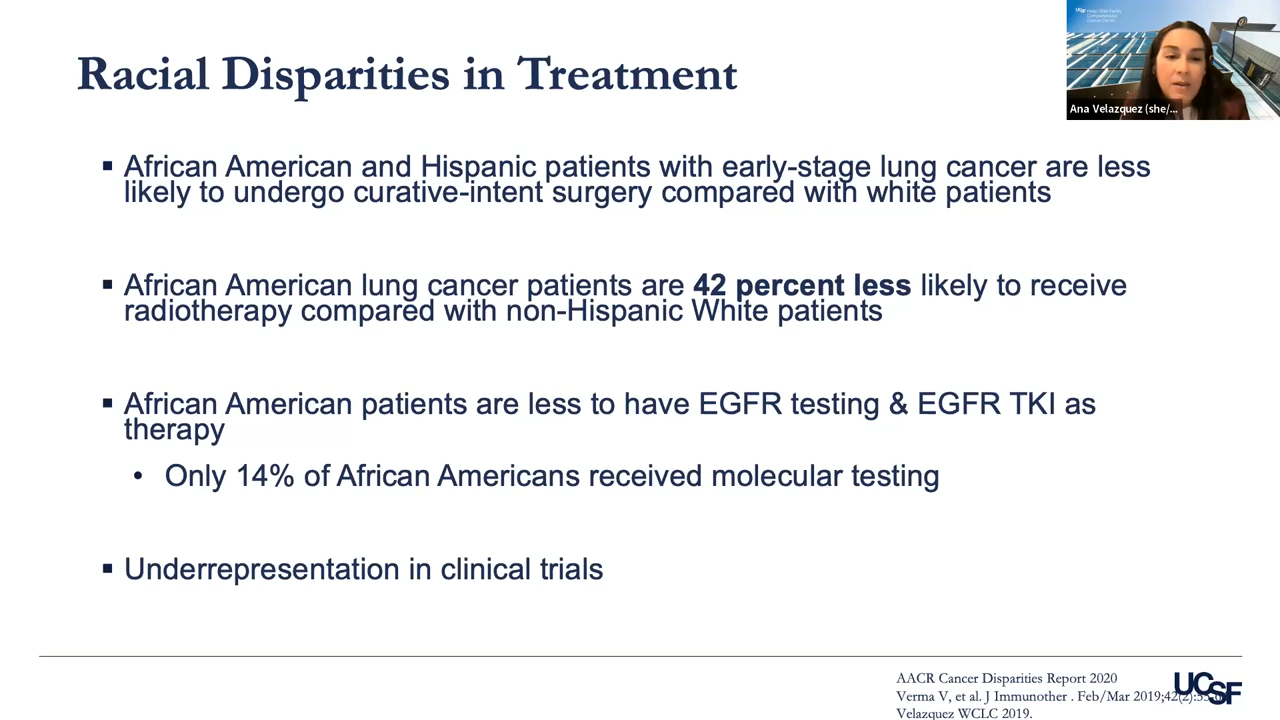 Racial Disparities in Treatment
UCSF
Ana Velazquez (she/...
▪ African American and Hispanic patients with early-stage lung cancer are less
likely to undergo curative-intent surgery compared with white patients
▪ African American lung cancer patients are 42 percent less likely to receive
radiotherapy compared with non-Hispanic White patients
▪ African American patients are less to have EGFR testing & EGFR TKI as
therapy
• Only 14% of African Americans received molecular testing
▪ Underrepresentation in clinical trials
AACR Cancer Disparities Report 2020
Verma V, et al. J Immunother . Feb/Mar 2019;42(2):
Velazquez WCLC 2019.
UCSF